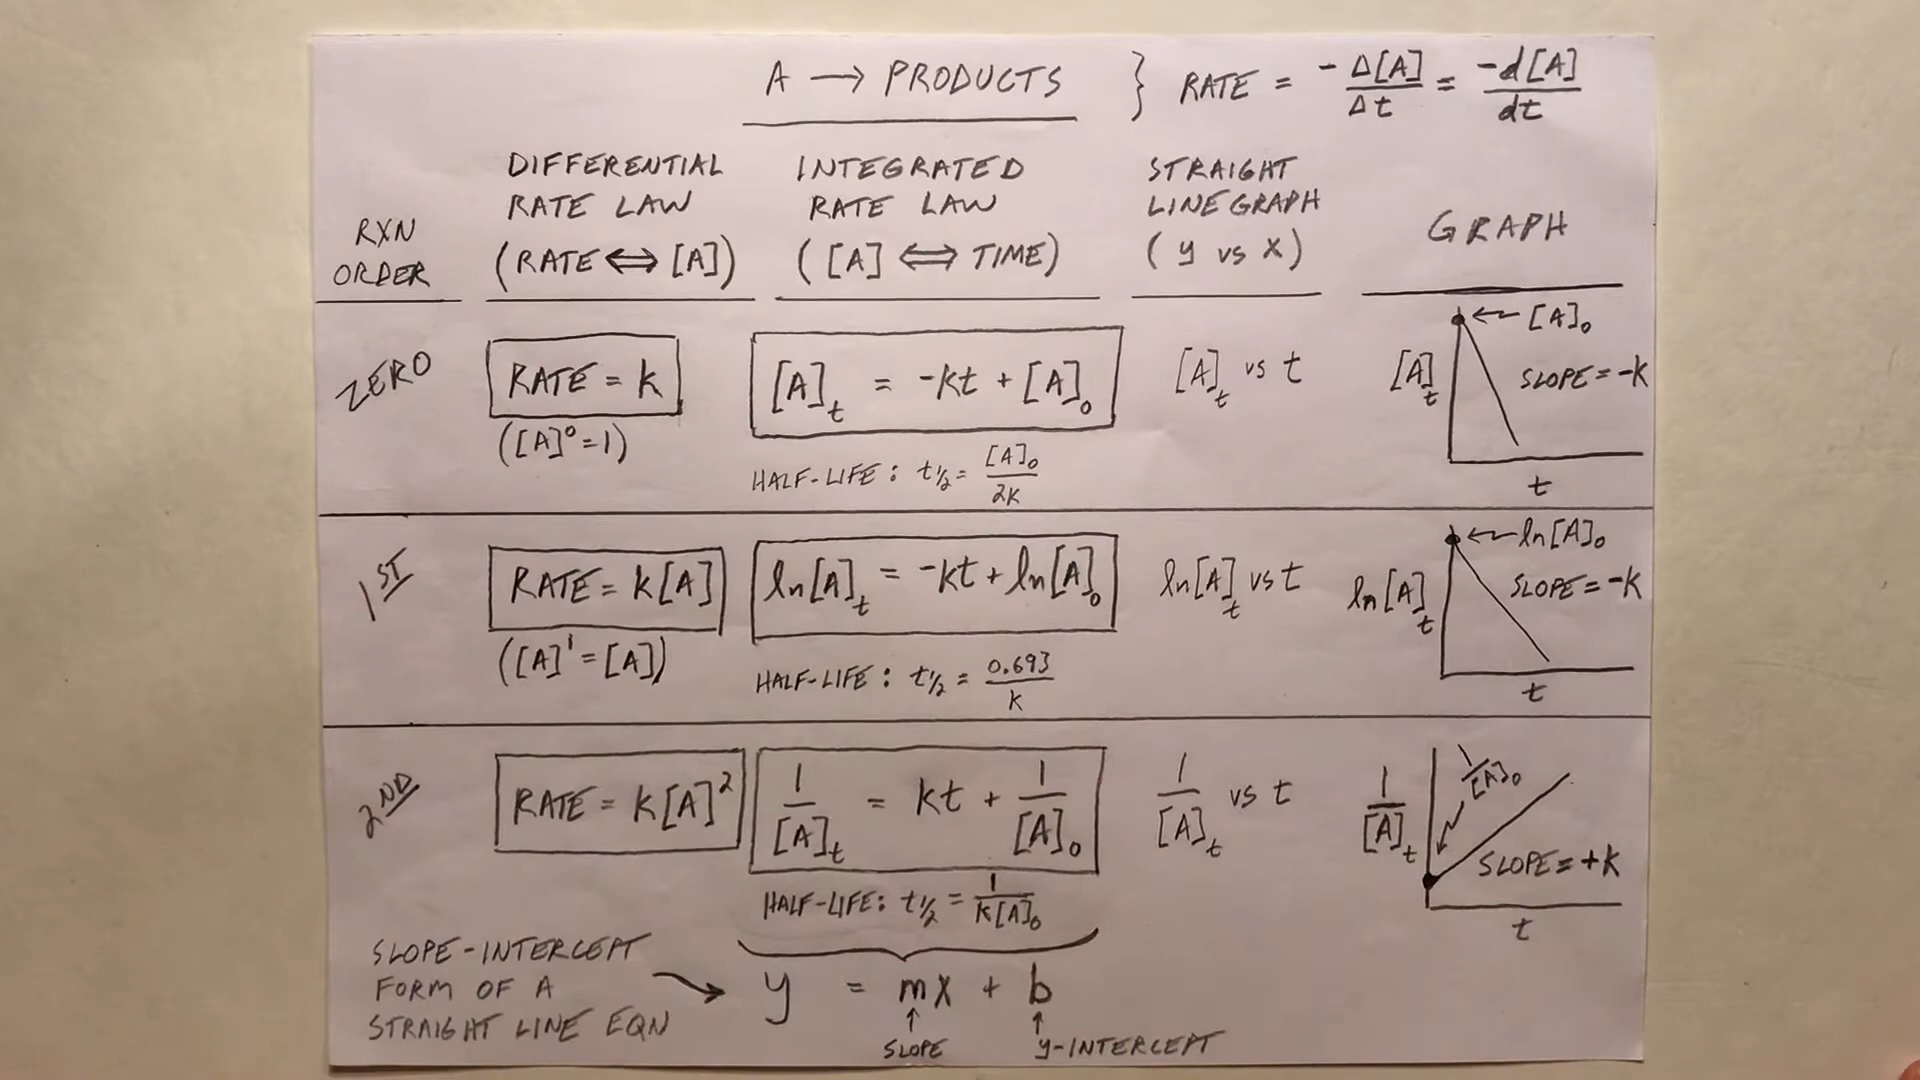 A → PRODUCTS } RATE = -Δ[A]/Δt = -d[A]/dt
RXN ORDER
DIFFERENTIAL RATE LAW (RATE ⟺ [A])
INTEGRATED RATE LAW ([A] ⟺ TIME)
STRAIGHT LINE GRAPH (y vs x)
GRAPH
ZERO
RATE = k
([A]⁰=1)
[A]t = -kt + [A]₀
HALF-LIFE: t½ = [A]₀/2k
[A]t vs t
[A]t
← [A]₀
SLOPE = -k
t
1ST
RATE = k[A]
([A]¹ = [A])
ln[A]t = -kt + ln[A]₀
HALF-LIFE: t½ = 0.693/k
ln[A]t vs t
ln[A]t
← ln[A]₀
SLOPE = -k
t
2ND
RATE = k[A]²
1/[A]t = kt + 1/[A]₀
HALF-LIFE: t½ = 1/k[A]₀
1/[A]t vs t
1/[A]t
1/[A]₀
SLOPE = +k
t
SLOPE-INTERCEPT
FORM OF A
STRAIGHT LINE EQN
y = mx + b
↑ SLOPE
↑ y-INTERCEPT